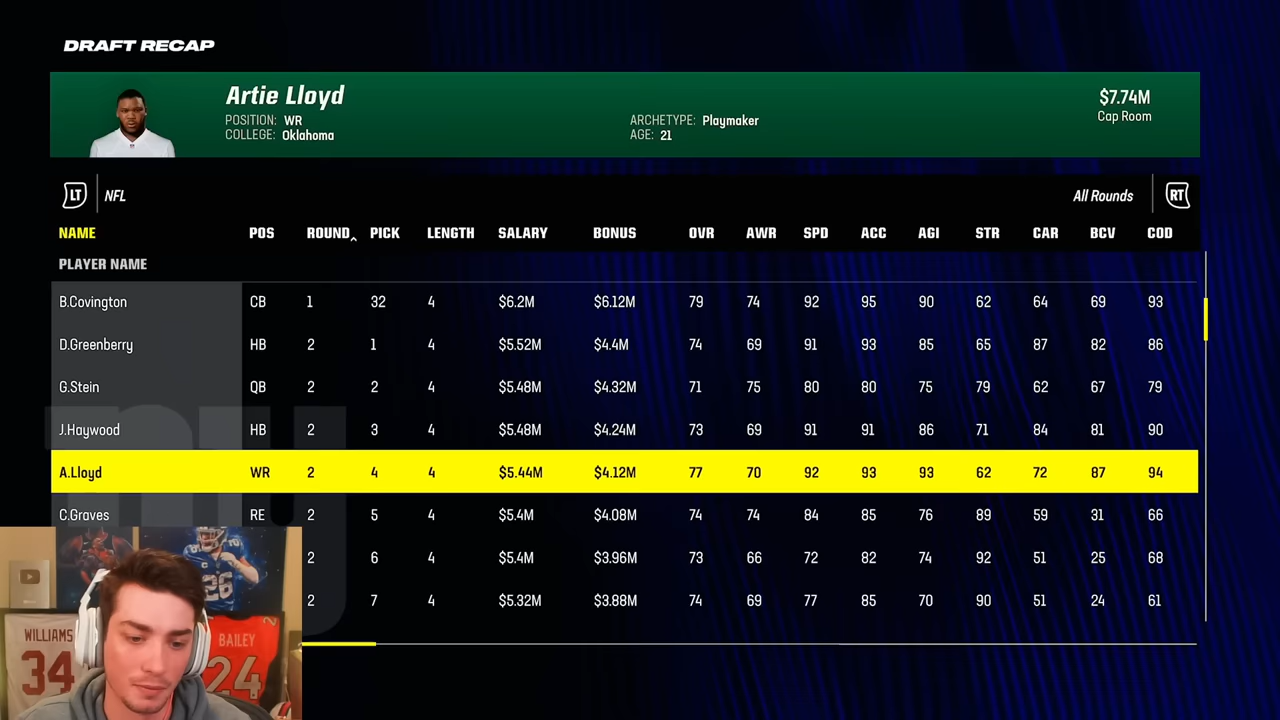 DRAFT RECAP
Artie Lloyd
POSITION: WR
COLLEGE: Oklahoma
ARCHETYPE: Playmaker
AGE: 21
$7.74M
Cap Room
LT NFL All Rounds RT
NAME POS ROUND PICK LENGTH SALARY BONUS OVR AWR SPD ACC AGI STR CAR BCV COD
PLAYER NAME
B.Covington CB 1 32 4 $6.2M $6.12M 79 74 92 95 90 62 64 69 93
D.Greenberry HB 2 1 4 $5.52M $4.4M 74 69 91 93 85 65 87 82 86
G.Stein QB 2 2 4 $5.48M $4.32M 71 75 80 80 75 79 62 67 79
J.Haywood HB 2 3 4 $5.48M $4.24M 73 69 91 91 86 71 84 81 90
A.Lloyd WR 2 4 4 $5.44M $4.12M 77 70 92 93 93 62 72 87 94
C.Graves RE 2 5 4 $5.4M $4.08M 74 74 84 85 76 89 59 31 66
2 6 4 $5.4M $3.96M 73 66 72 82 74 92 51 25 68
2 7 4 $5.32M $3.88M 74 69 77 85 70 90 51 24 61
26
WILLIAMS
34
BAILEY
24